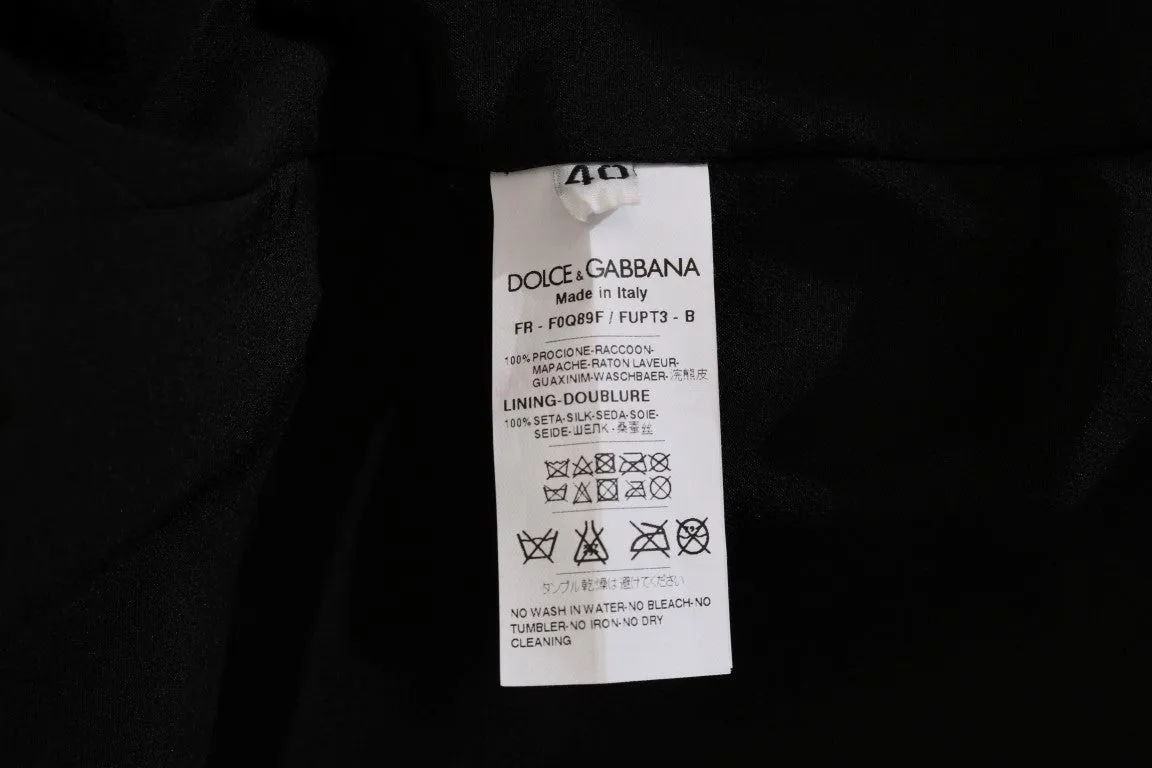 40
DOLCE & GABBANA
Made in Italy
FR - F0Q89F / FUPT3 - B
100% PROCIONE-RACCOON-
MAPACHE-RATON LAVEUR-
GUAXINIM-WASCHBAER-浣熊皮
LINING-DOUBLURE
100% SETA-SILK-SEDA-SOIE-
SEIDE-ШЕЛК-桑蚕丝
タンブル乾燥は避けてください
NO WASH IN WATER-NO BLEACH-NO
TUMBLER-NO IRON-NO DRY
CLEANING